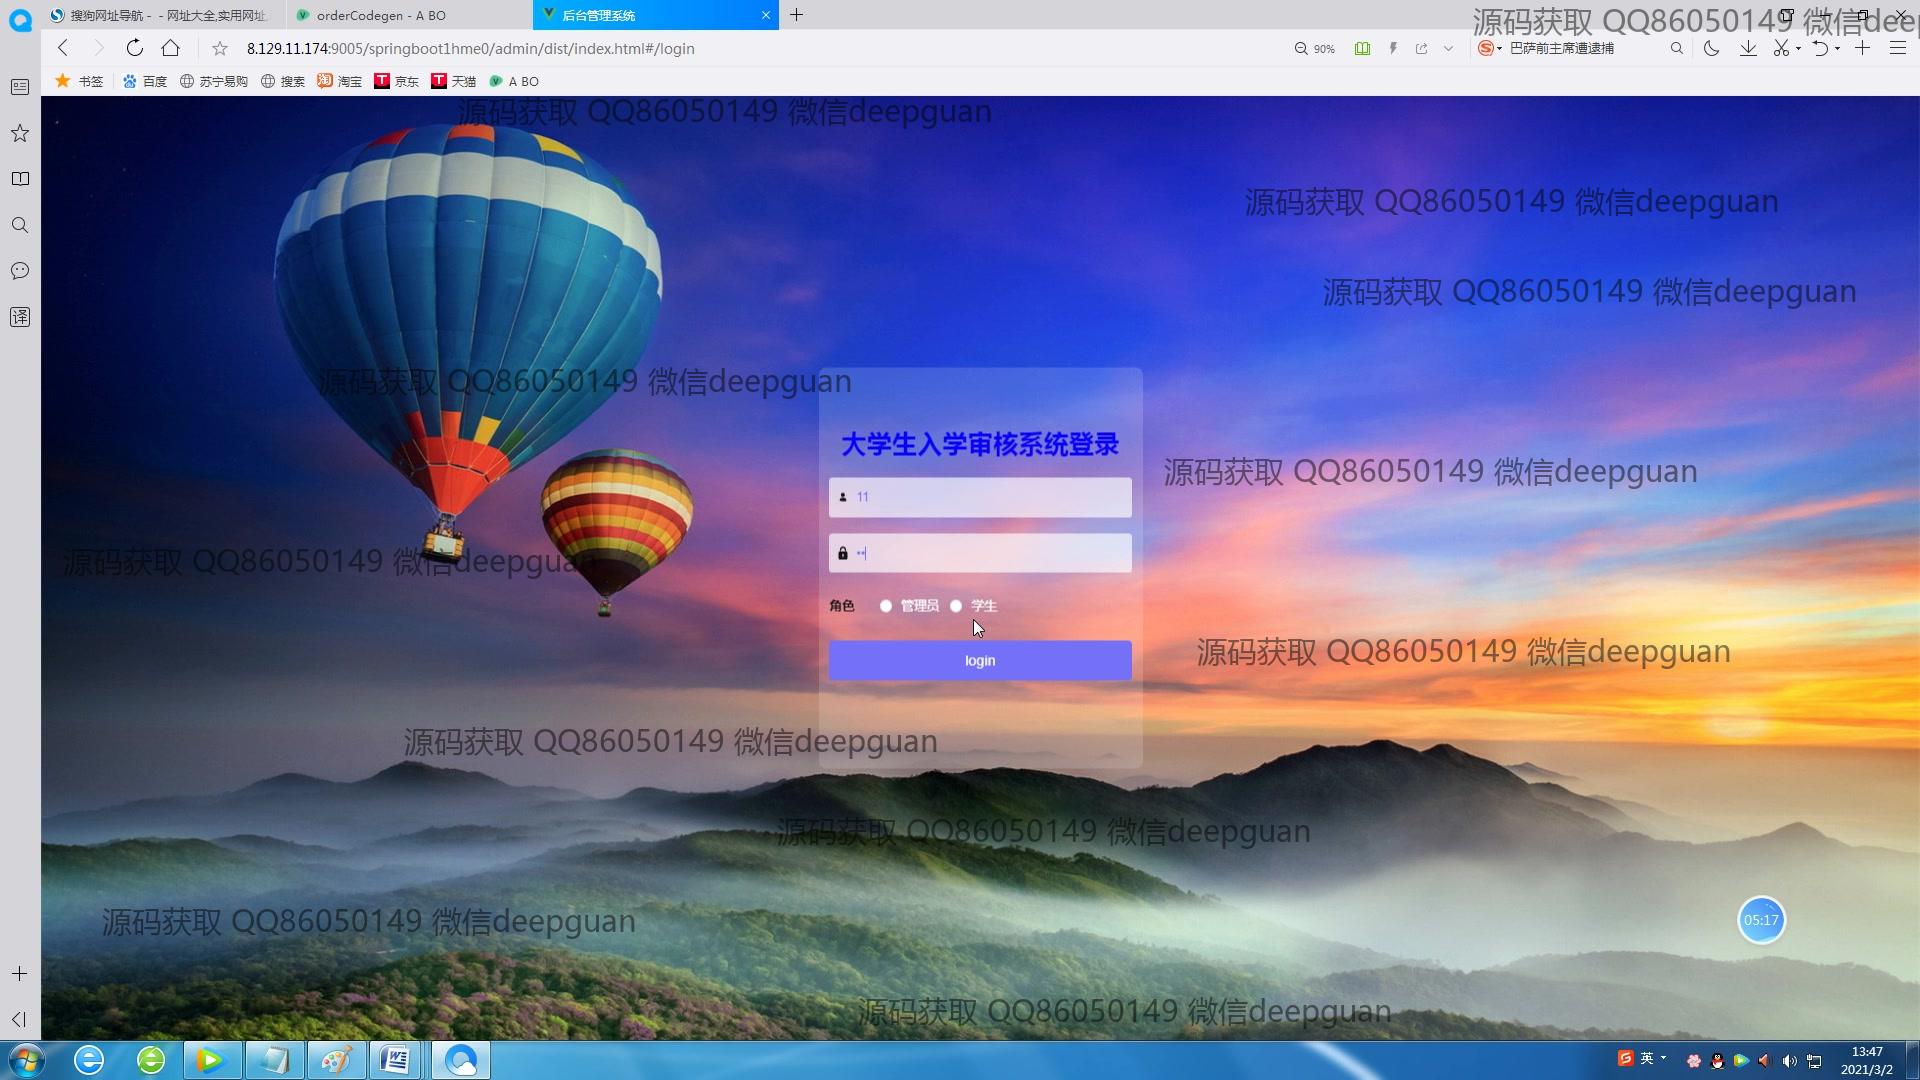 搜狗网址导航 - - 网址大全,实用网址,
orderCodegen - A BO
后台管理系统
源码获取 QQ86050149 微信deepguan
8.129.11.174:9005/springboot1hme0/admin/dist/index.html#/login
90%
巴萨前主席遭逮捕
书签
百度
苏宁易购
搜索
淘宝
京东
天猫
A BO
源码获取 QQ86050149 微信deepguan
源码获取 QQ86050149 微信deepguan
源码获取 QQ86050149 微信deepguan
译
源码获取 QQ86050149 微信deepguan
大学生入学审核系统登录
源码获取 QQ86050149 微信deepguan
11
源码获取 QQ86050149 微信deepguan
角色
管理员
学生
源码获取 QQ86050149 微信deepguan
login
源码获取 QQ86050149 微信deepguan
源码获取 QQ86050149 微信deepguan
源码获取 QQ86050149 微信deepguan
05:17
源码获取 QQ86050149 微信deepguan
英
13:47
2021/3/2